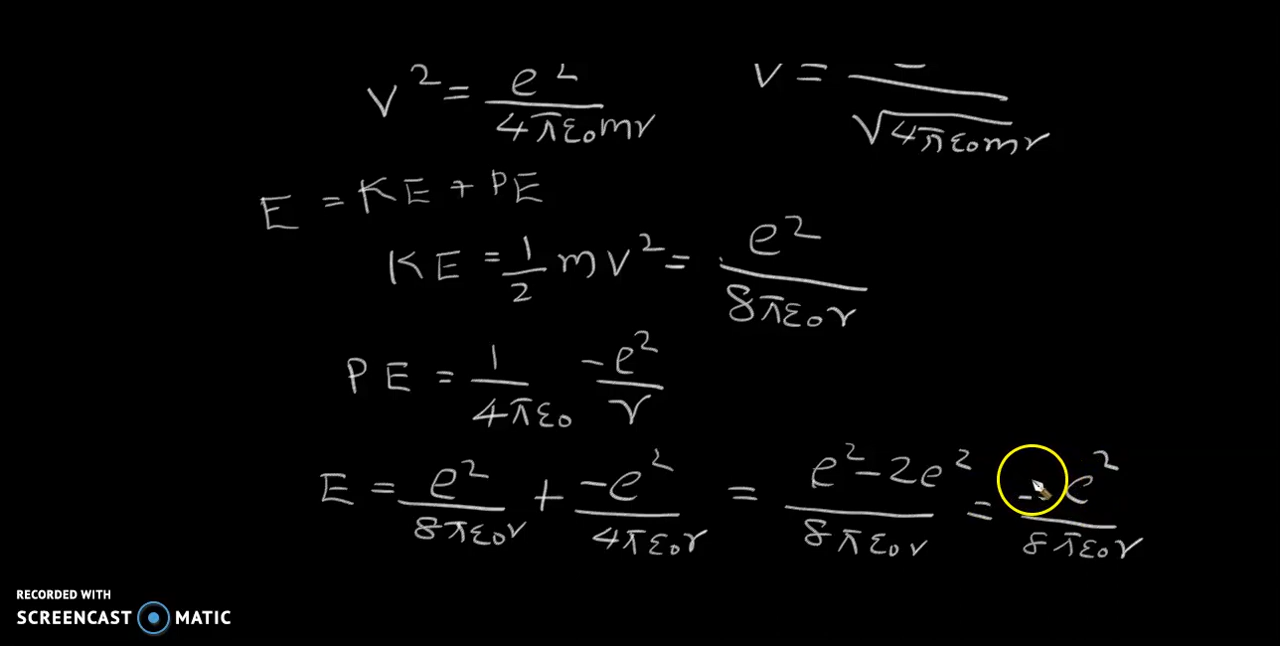 v² = e² / 4πε₀mr    v = — / √4πε₀mr
E = KE + PE
KE = 1/2 mv² = e² / 8πε₀r
PE = 1/4πε₀ -e²/r
E = e²/8πε₀r + -e²/4πε₀r = e² - 2e² / 8πε₀r = -e² / 8πε₀r
RECORDED WITH
SCREENCAST MATIC